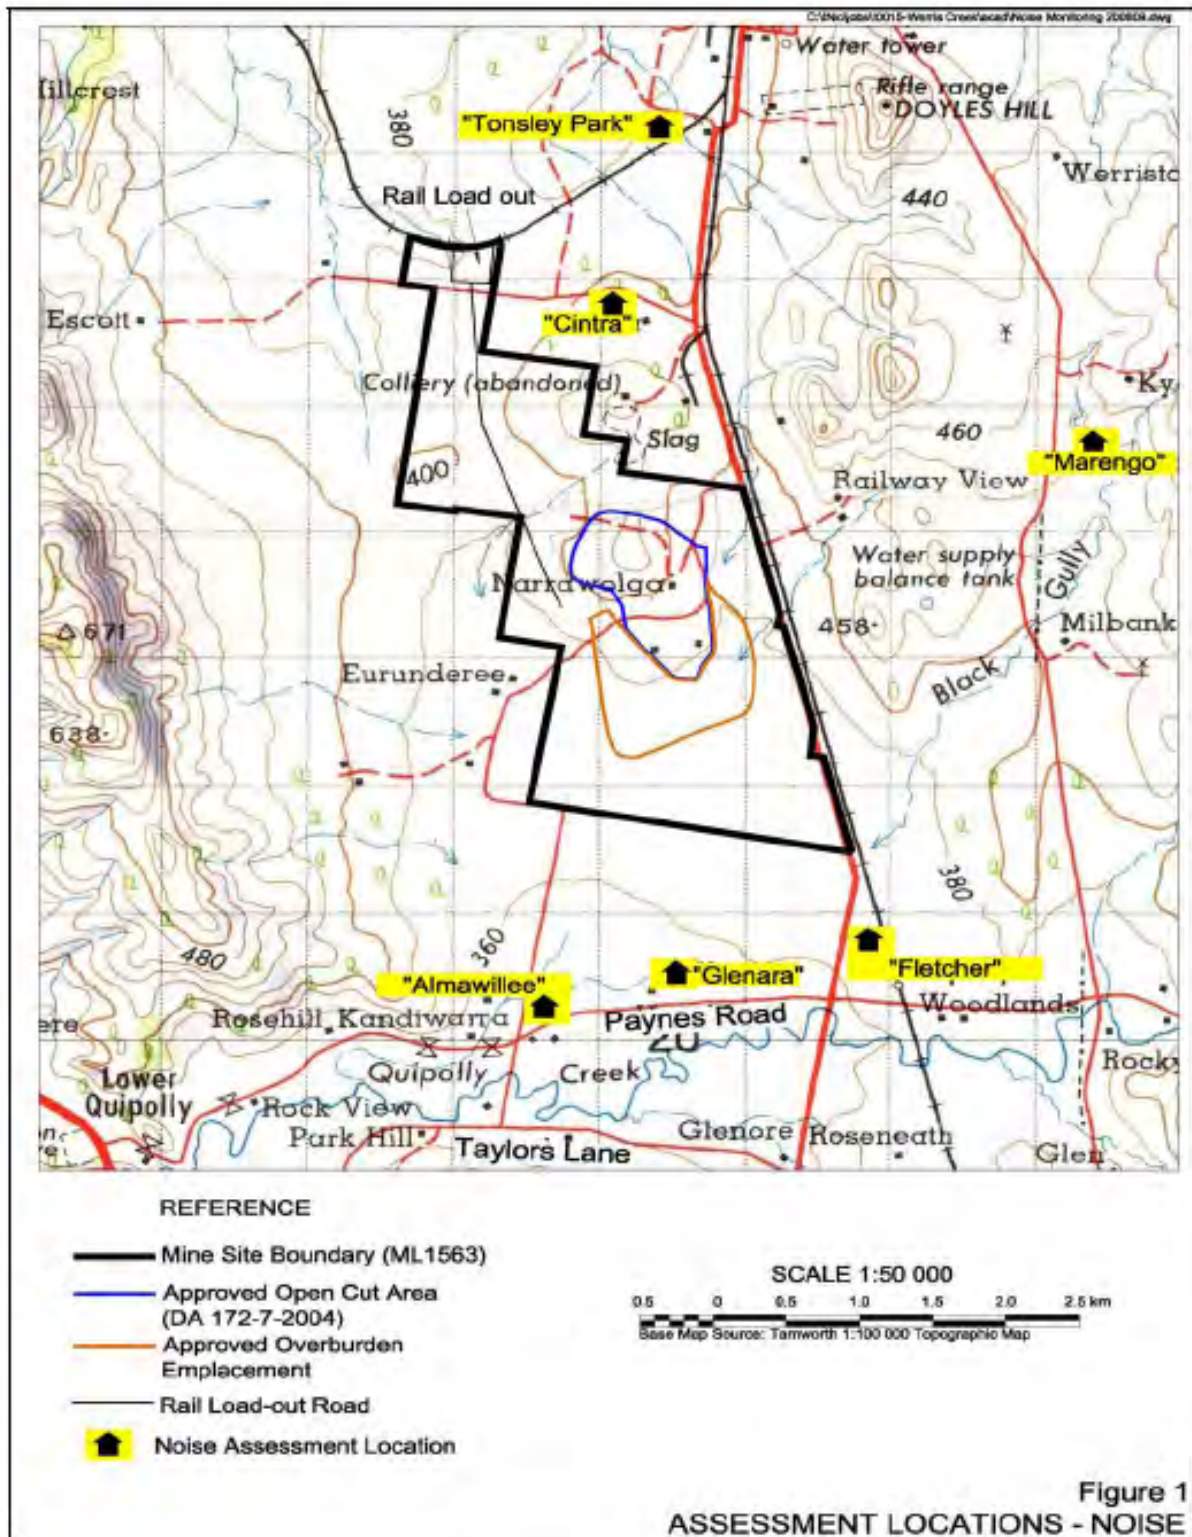 Water tower
Hillcrest
Rifle range
DOYLES HILL
380
"Tonsley Park"
Werristo
Rail Load out
440
Escott
"Cintra"
Colliery (abandoned)
Ky
Slag
460
"Marengo"
400
Railway View
Water supply
balance tank
Gully
Narrawolga
671
458
Milbank
Eurunderee
Black
638
380
480
360
"Almawillee"
"Glenara"
"Fletcher"
Woodlands
Rosehill
Kandiwarra
Paynes Road
ere
20
Lower
Quipolly
Quipolly
Creek
Rocky
Rock View
Park Hill
Glenore
Roseneath
Taylors Lane
Glen
REFERENCE
Mine Site Boundary (ML1563)
Approved Open Cut Area
(DA 172-7-2004)
Approved Overburden
Emplacement
Rail Load-out Road
Noise Assessment Location
SCALE 1:50 000
0.5 0 0.5 1.0 1.5 2.0 2.5 km
Base Map Source: Tamworth 1:100 000 Topographic Map
Figure 1
ASSESSMENT LOCATIONS - NOISE